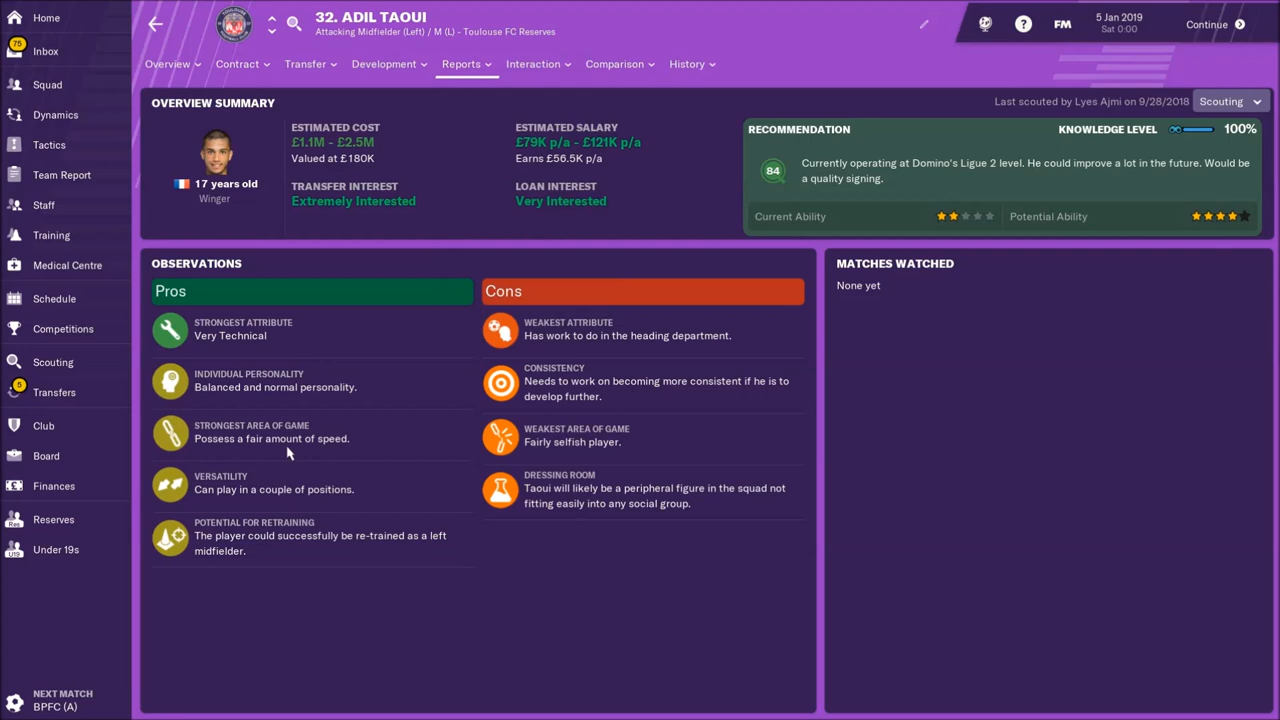 Home
75
Inbox
Squad
Dynamics
Tactics
Team Report
Staff
Training
Medical Centre
Schedule
Competitions
Scouting
5
Transfers
Club
Board
Finances
Res
Reserves
U19
Under 19s
NEXT MATCH
BPFC (A)
32. ADIL TAOUI
Attacking Midfielder (Left) / M (L) - Toulouse FC Reserves
?
FM
5 Jan 2019
Sat 0:00
Continue
Overview
Contract
Transfer
Development
Reports
Interaction
Comparison
History
OVERVIEW SUMMARY
Last scouted by Lyes Ajmi on 9/28/2018
Scouting
17 years old
Winger
ESTIMATED COST
£1.1M - £2.5M
Valued at £180K
TRANSFER INTEREST
Extremely Interested
ESTIMATED SALARY
£79K p/a - £121K p/a
Earns £56.5K p/a
LOAN INTEREST
Very Interested
RECOMMENDATION
KNOWLEDGE LEVEL
100%
84
Currently operating at Domino's Ligue 2 level. He could improve a lot in the future. Would be
a quality signing.
Current Ability
Potential Ability
OBSERVATIONS
Pros
STRONGEST ATTRIBUTE
Very Technical
INDIVIDUAL PERSONALITY
Balanced and normal personality.
STRONGEST AREA OF GAME
Possess a fair amount of speed.
VERSATILITY
Can play in a couple of positions.
POTENTIAL FOR RETRAINING
The player could successfully be re-trained as a left
midfielder.
Cons
WEAKEST ATTRIBUTE
Has work to do in the heading department.
CONSISTENCY
Needs to work on becoming more consistent if he is to
develop further.
WEAKEST AREA OF GAME
Fairly selfish player.
DRESSING ROOM
Taoui will likely be a peripheral figure in the squad not
fitting easily into any social group.
MATCHES WATCHED
None yet